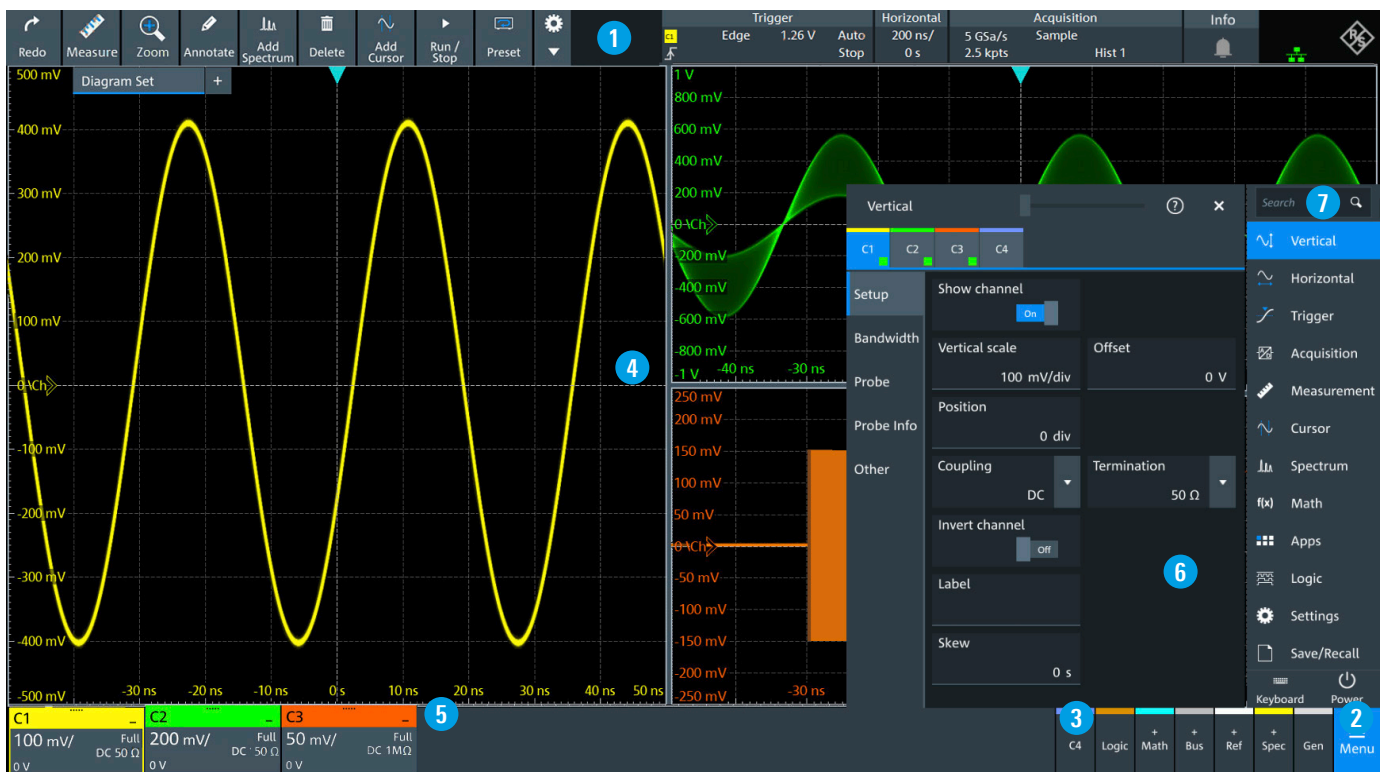 Redo Measure Zoom Annotate Add Spectrum Delete Add Cursor Run / Stop Preset
1
Trigger Horizontal Acquisition Info
C1 Edge 1.26 V Auto 200 ns/ 5 GSa/s Sample
Stop 0 s 2.5 kpts Hist 1
R&S
500 mV
Diagram Set +
400 mV
300 mV
200 mV
100 mV
0 \Ch
-100 mV
-200 mV
-300 mV
-400 mV
-500 mV
-30 ns -20 ns -10 ns 0 s 10 ns 20 ns 30 ns 40 ns 50 ns
4
1 V
800 mV
600 mV
400 mV
200 mV
0 \Ch
-200 mV
-400 mV
-600 mV
-800 mV
-1 V
-40 ns -30 ns
250 mV
200 mV
150 mV
100 mV
50 mV
0 \Ch
-50 mV
-100 mV
-150 mV
-200 mV
-250 mV
-30 ns
Vertical ? ×
C1 C2 C3 C4
Setup
Bandwidth
Probe
Probe Info
Other
Show channel
On
Vertical scale Offset
100 mV/div 0 V
Position
0 div
Coupling Termination
DC 50 Ω
Invert channel
Off
6
Label
Skew
0 s
Search 7
Vertical
Horizontal
Trigger
Acquisition
Measurement
Cursor
Spectrum
f(x) Math
Apps
Logic
Settings
Save/Recall
Keyboard Power
C1 C2 C3 5
100 mV/ Full 200 mV/ Full 50 mV/ Full
DC 50 Ω DC 50 Ω DC 1MΩ
0 V 0 V 0 V
3 2
+ + + +
C4 Logic Math Bus Ref Spec Gen Menu